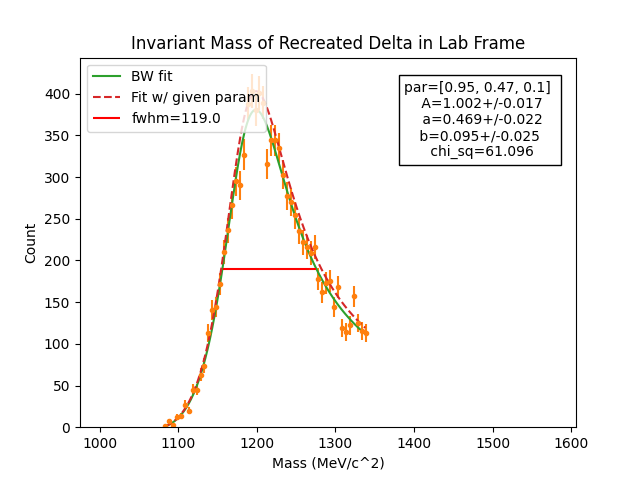 Invariant Mass of Recreated Delta in Lab Frame
BW fit
Fit w/ given param
fwhm=119.0
par=[0.95, 0.47, 0.1]
A=1.002+/-0.017
a=0.469+/-0.022
b=0.095+/-0.025
chi_sq=61.096
Count
400
350
300
250
200
150
100
50
0
1000 1100 1200 1300 1400 1500 1600
Mass (MeV/c^2)